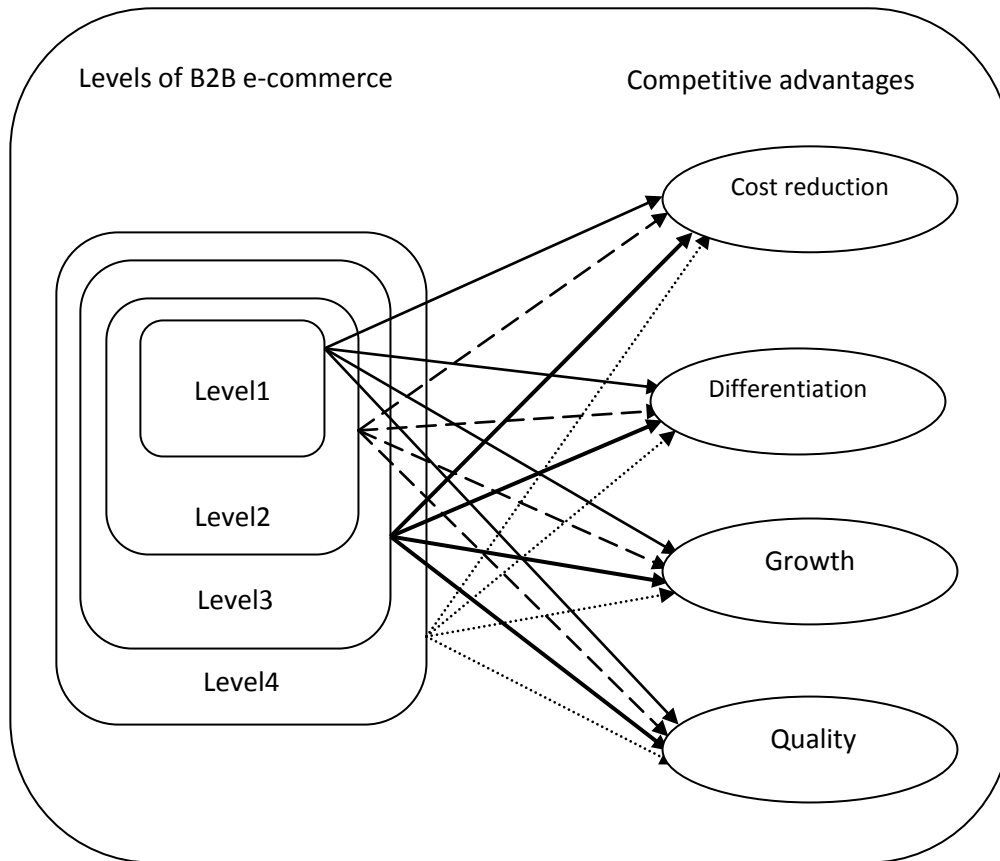 Levels of B2B e-commerce
Competitive advantages
Cost reduction
Differentiation
Growth
Quality
Level1
Level2
Level3
Level4